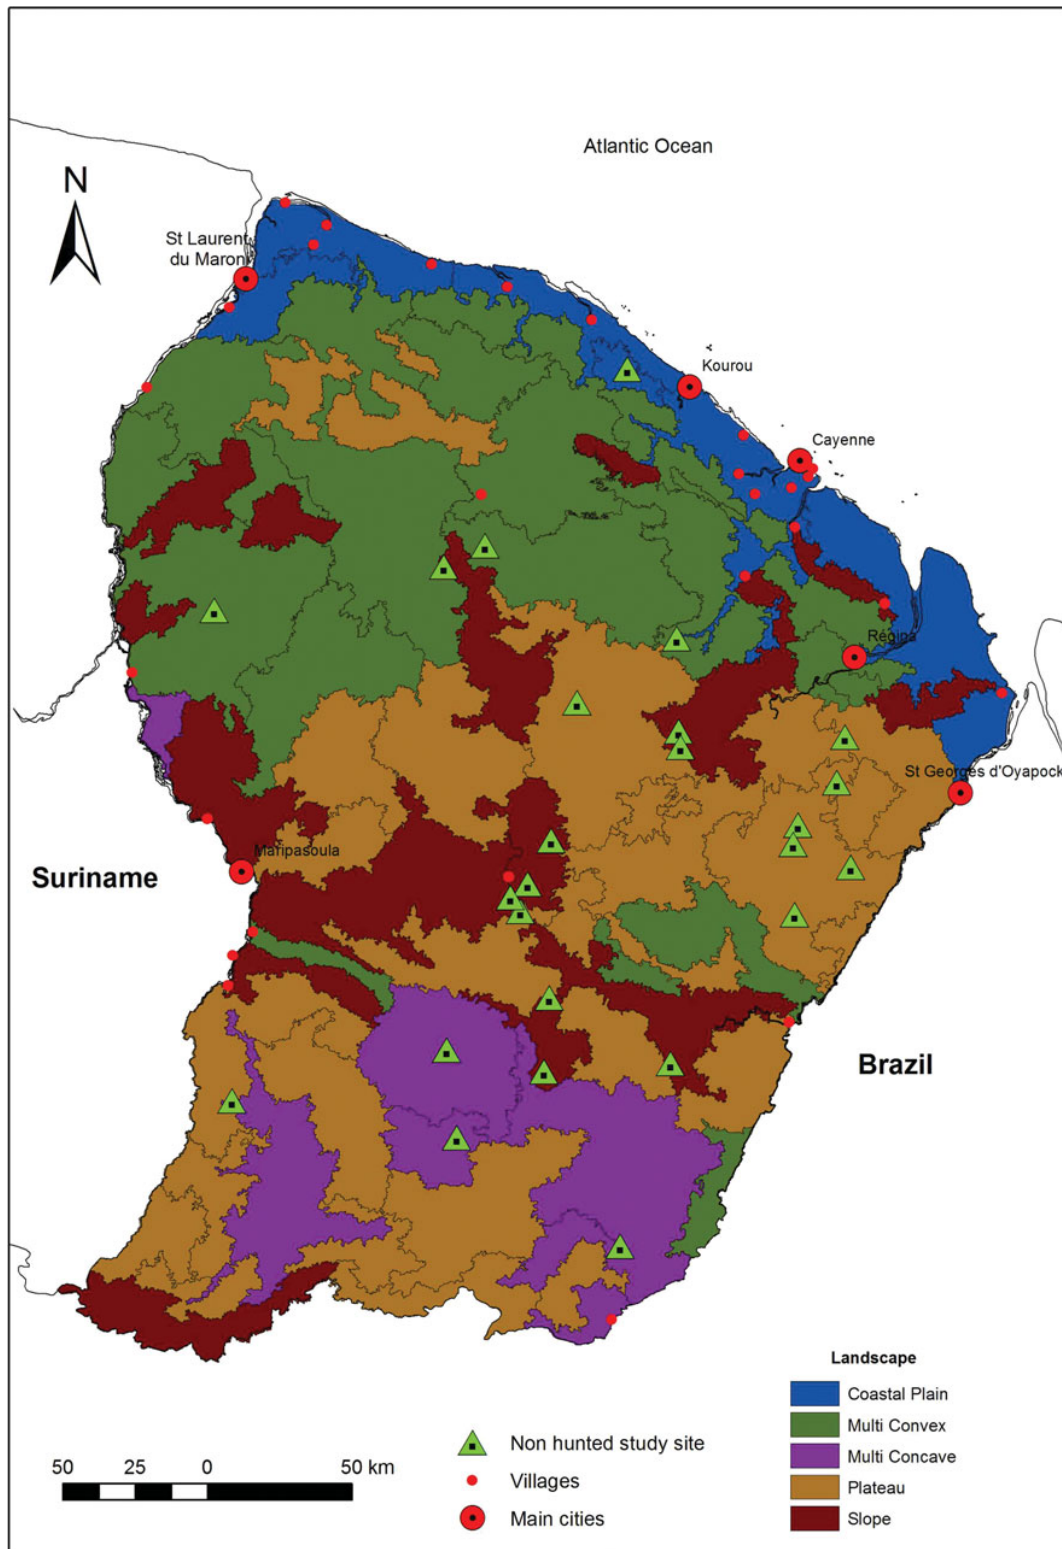 Atlantic Ocean
N
St Laurent
du Maroni
Kourou
Cayenne
Régina
St Georges d'Oyapock
Maripasoula
Suriname
Brazil
Landscape
Coastal Plain
Multi Convex
Multi Concave
Plateau
Slope
Non hunted study site
Villages
Main cities
50 25 0 50 km